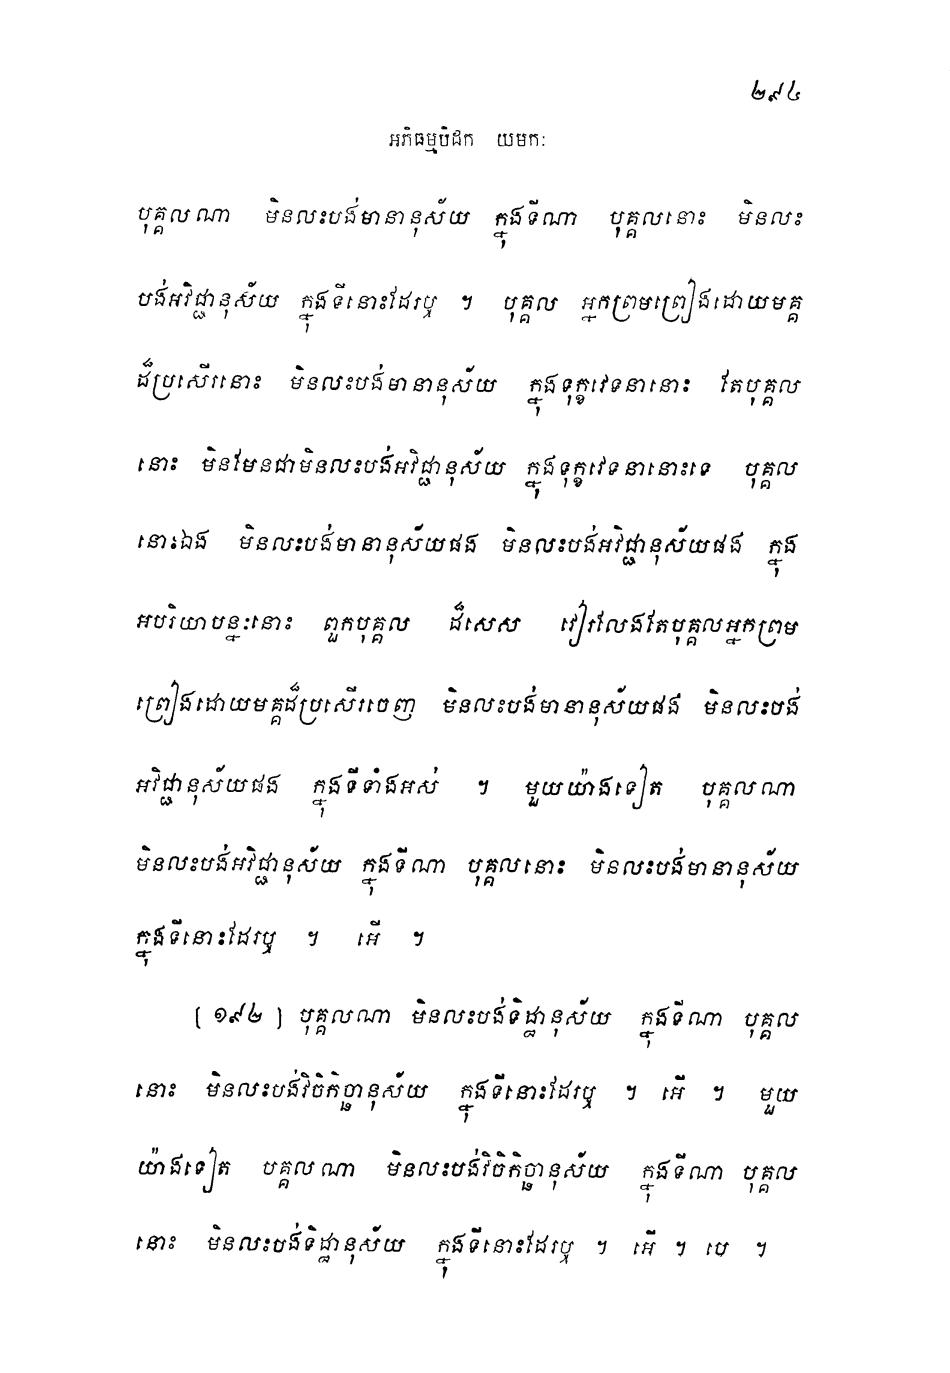 ២៩៤
អភិធម្មបិដក យមកៈ
បុគ្គលណា មិនលះបង់មានានុស័យ ក្នុងទីណា បុគ្គលនោះ មិនលះ
បង់អវិជ្ជានុស័យ ក្នុងទីនោះដែរឬ ។ បុគ្គល អ្នកព្រមព្រៀងដោយមគ្គ
ដ៏ប្រសើរនោះ មិនលះបង់មានានុស័យ ក្នុងទុក្ខវេទនានោះ តែបុគ្គល
នោះ មិនមែនជាមិនលះបង់អវិជ្ជានុស័យ ក្នុងទុក្ខវេទនានោះទេ បុគ្គល
នោះឯង មិនលះបង់មានានុស័យផង មិនលះបង់អវិជ្ជានុស័យផង ក្នុង
អបរិយាបន្នៈនោះ ពួកបុគ្គល ដ៏សេស វៀរលែងតែបុគ្គលអ្នកព្រម
ព្រៀងដោយមគ្គដ៏ប្រសើរចេញ មិនលះបង់មានានុស័យផង មិនលះបង់
អវិជ្ជានុស័យផង ក្នុងទីទាំងអស់ ។ មួយយ៉ាងទៀត បុគ្គលណា
មិនលះបង់អវិជ្ជានុស័យ ក្នុងទីណា បុគ្គលនោះ មិនលះបង់មានានុស័យ
ក្នុងទីនោះដែរឬ ។ អើ ។
[ ១៩៤ ] បុគ្គលណា មិនលះបង់ទិដ្ឋានុស័យ ក្នុងទីណា បុគ្គល
នោះ មិនលះបង់វិចិកិច្ឆានុស័យ ក្នុងទីនោះដែរឬ ។ អើ ។ មួយ
យ៉ាងទៀត បគ្គលណា មិនលះបង់វិចិកិច្ឆានុស័យ ក្នុងទីណា បុគ្គល
នោះ មិនលះបង់ទិដ្ឋានុស័យ ក្នុងទីនោះដែរឬ ។ អើ ។ បេ ។